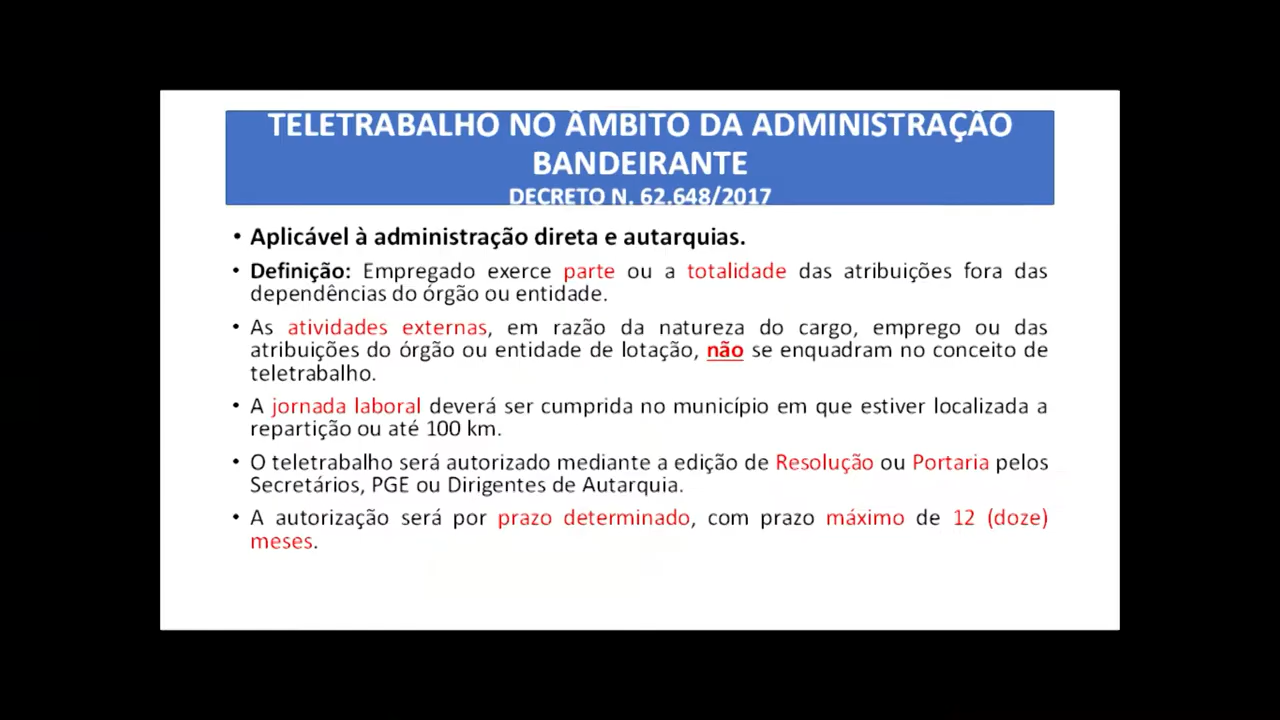 TELETRABALHO NO ÂMBITO DA ADMINISTRAÇÃO
BANDEIRANTE
DECRETO N. 62.648/2017
• Aplicável à administração direta e autarquias.
• Definição: Empregado exerce parte ou a totalidade das atribuições fora das
dependências do órgão ou entidade.
• As atividades externas, em razão da natureza do cargo, emprego ou das
atribuições do órgão ou entidade de lotação, não se enquadram no conceito de
teletrabalho.
• A jornada laboral deverá ser cumprida no município em que estiver localizada a
repartição ou até 100 km.
• O teletrabalho será autorizado mediante a edição de Resolução ou Portaria pelos
Secretários, PGE ou Dirigentes de Autarquia.
• A autorização será por prazo determinado, com prazo máximo de 12 (doze)
meses.